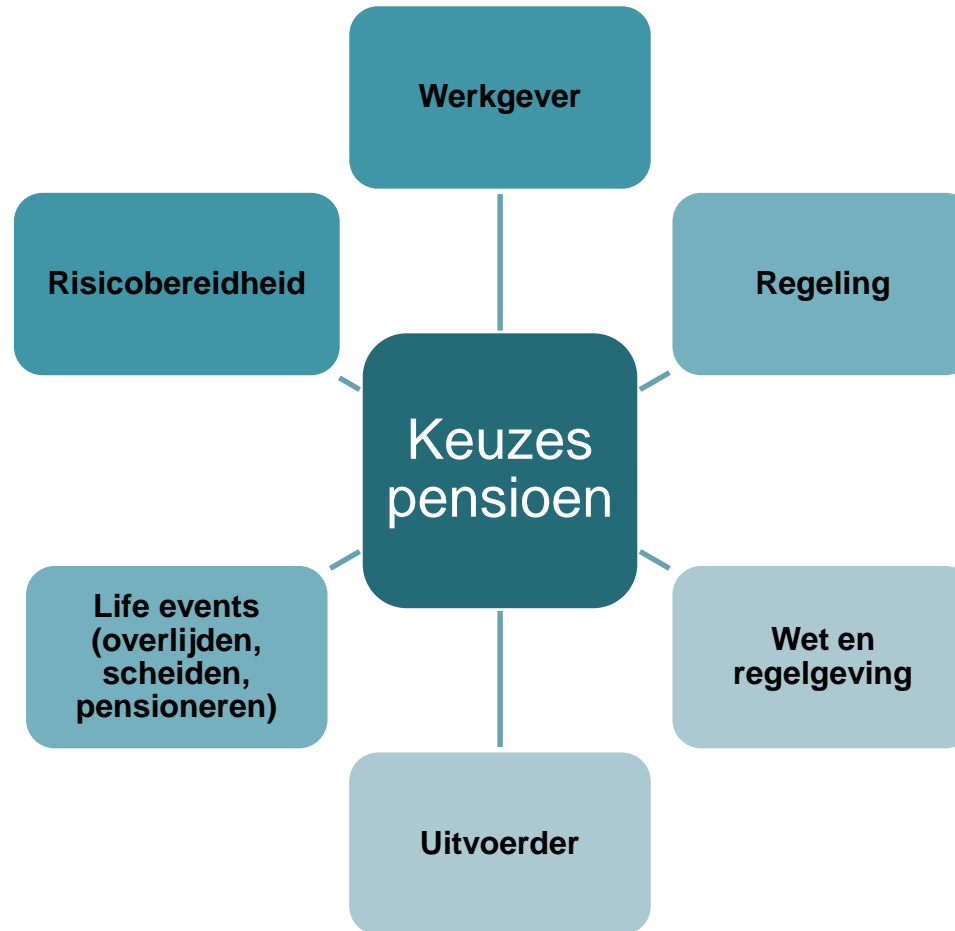 Werkgever
Risicobereidheid
Regeling
Keuzes
pensioen
Life events
(overlijden,
scheiden,
pensioneren)
Wet en
regelgeving
Uitvoerder